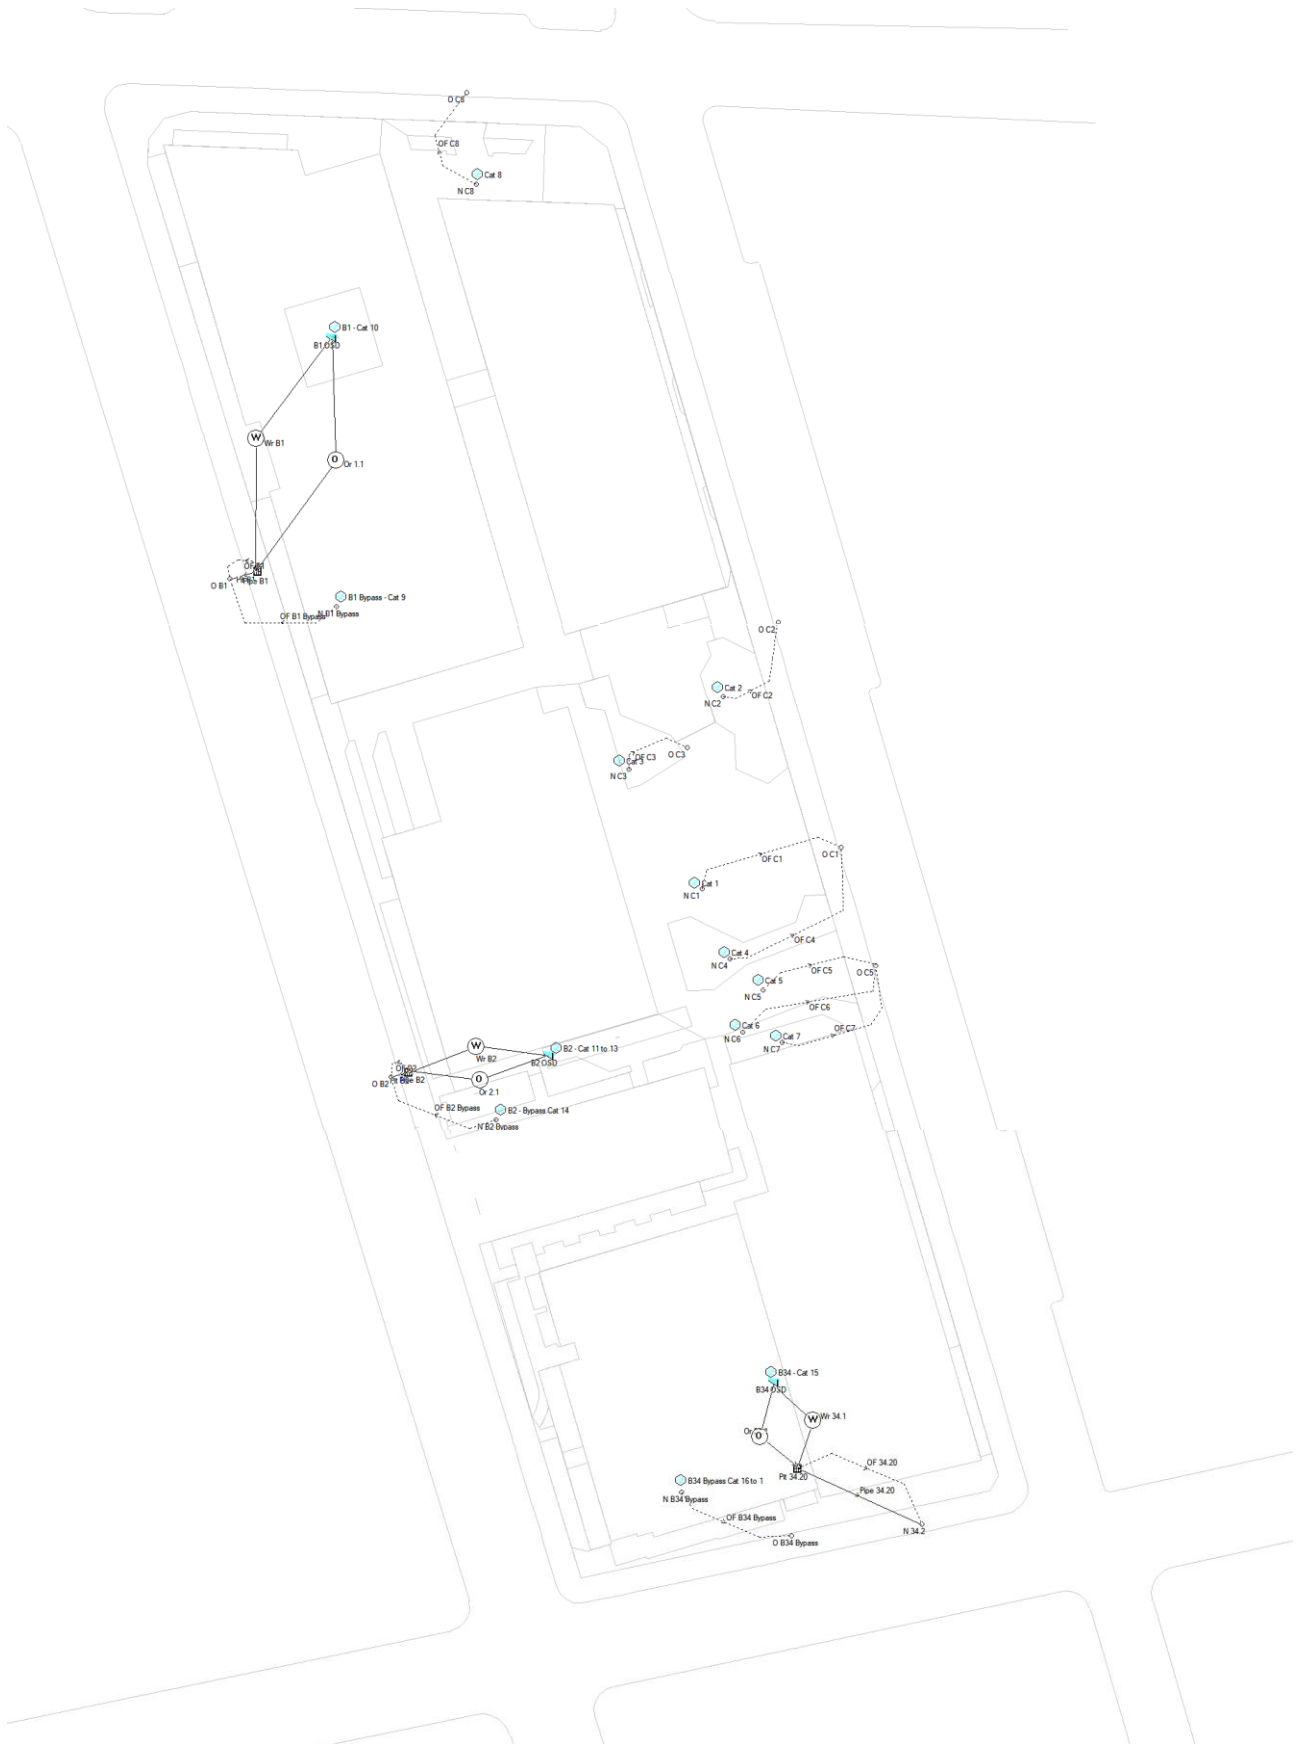 O C8
OF C8
Cat 8
N C8
B1 - Cat 10
B1 OSD
W
Wr B1
O
Or 1.1
O B1
Pipe B1
B1 Bypass - Cat 9
OF B1 Bypass
N B1 Bypass
O C2
Cat 2
OF C2
N C2
O C3
OF C3
Cat 3
N C3
O C1
OF C1
Cat 1
N C1
OF C4
Cat 4
N C4
OF C5
O C5
Cat 5
N C5
OF C6
Cat 6
N C6
OF C7
Cat 7
N C7
W
Wr B2
B2 - Cat 11 to 13
B2 OSD
O B2
O
Or 2.1
OF B2 Bypass
B2 - Bypass Cat 14
N B2 Bypass
B34 - Cat 15
B34 OSD
W
Wr 34.1
Or
O
OF 34.20
Pit 34.20
Pipe 34.20
B34 Bypass Cat 16 to 1
N B34 Bypass
OF B34 Bypass
N 34.2
O B34 Bypass